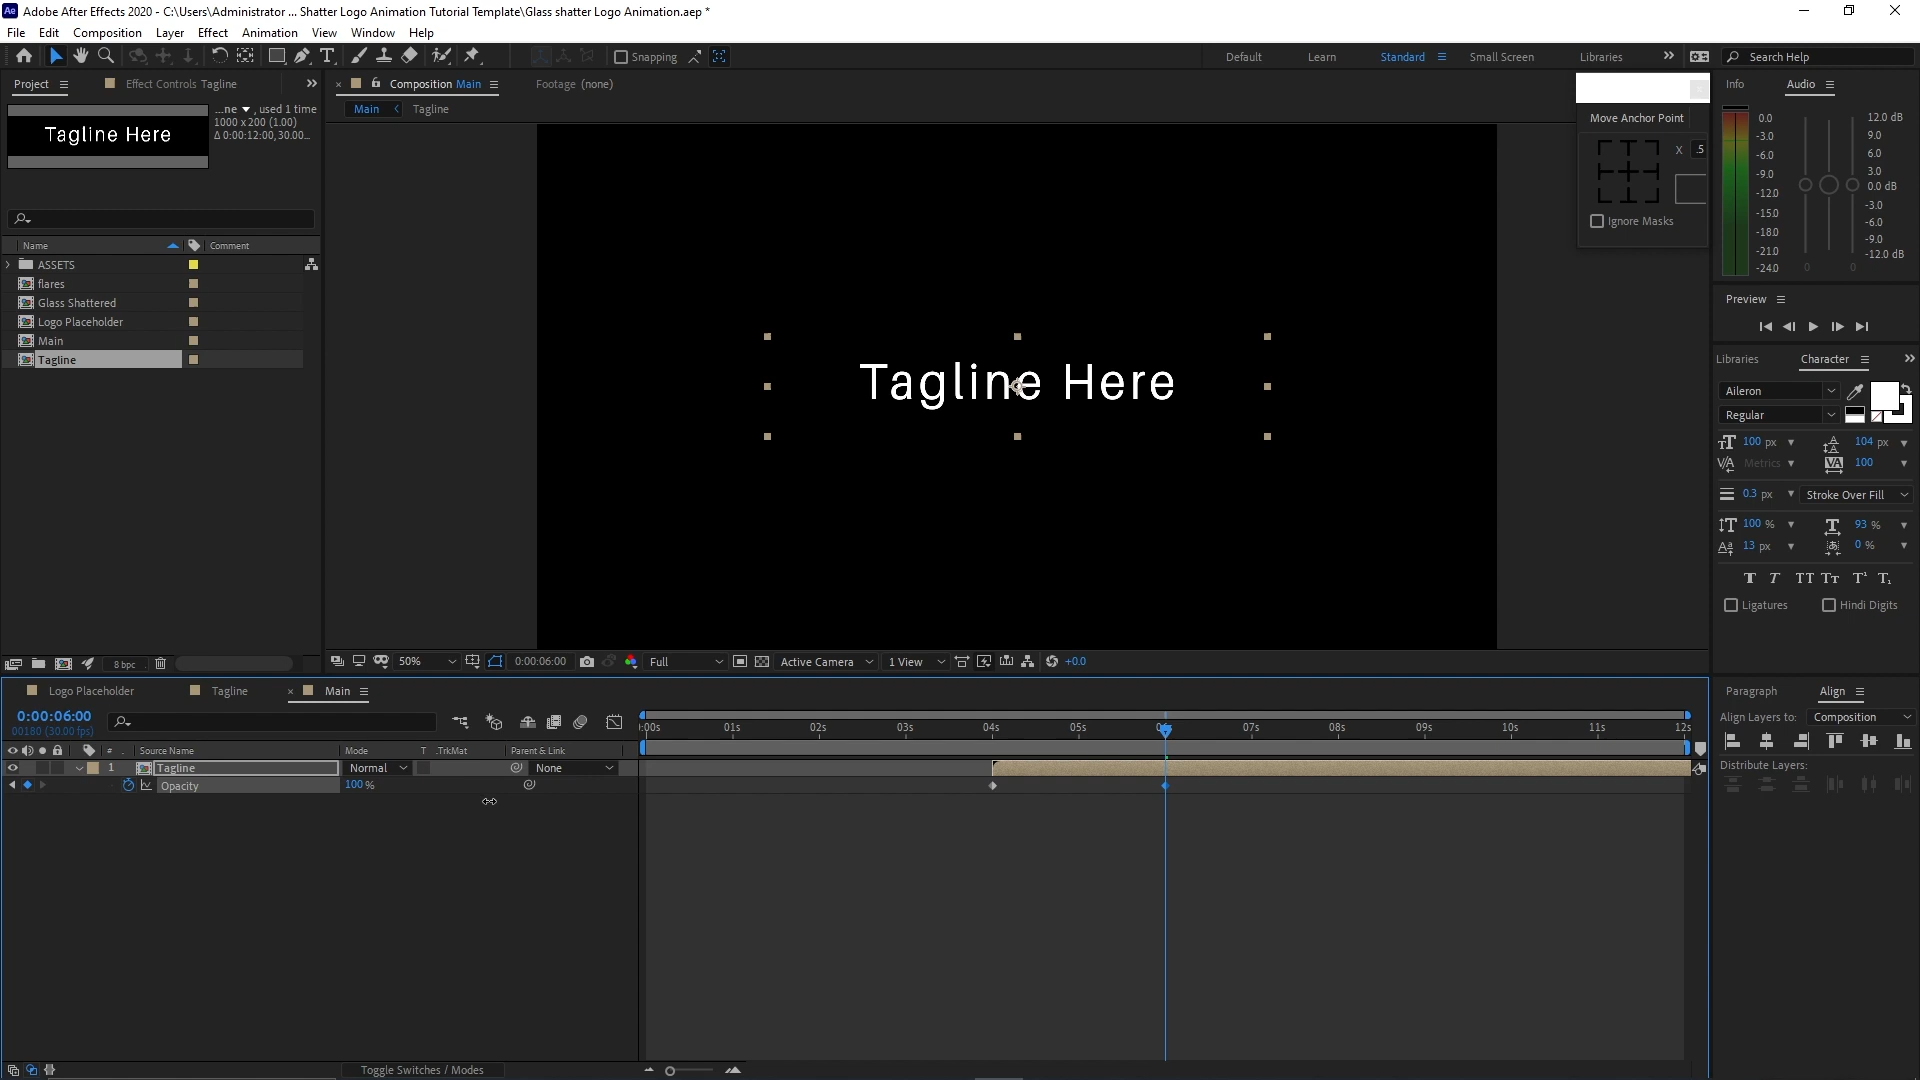 Adobe After Effects 2020 - C:\Users\Administrator ... Shatter Logo Animation Tutorial Template\Glass shatter Logo Animation.aep *
File Edit Composition Layer Effect Animation View Window Help
Snapping
Default Learn Standard Small Screen Libraries
Search Help
Project
Effect Controls Tagline
Composition Main
Footage (none)
Main
Tagline
Tagline Here
...ne ▼, used 1 time
1000 x 200 (1.00)
Δ 0:00:12:00, 30.00...
Name Comment
ASSETS
flares
Glass Shattered
Logo Placeholder
Main
Tagline
8 bpc
Tagline Here
Move Anchor Point
X .5
Ignore Masks
50%
0:00:06:00
Full
Active Camera
1 View
+0.0
Info Audio
0.0
-3.0
-6.0
-9.0
-12.0
-15.0
-18.0
-21.0
-24.0
12.0 dB
9.0
6.0
3.0
0.0 dB
-3.0
-6.0
-9.0
-12.0 dB
0 0
Preview
Libraries Character
Aileron
Regular
100 px 104 px
Metrics 100
0.3 px Stroke Over Fill
100 % 93 %
13 px 0 %
T T TT Tt T¹ T₁
Ligatures Hindi Digits
Logo Placeholder Tagline Main
0:00:06:00
00180 (30.00 fps)
:00s 01s 02s 03s 04s 05s 06s 07s 08s 09s 10s 11s 12s
# Source Name Mode T .TrkMat Parent & Link
1 Tagline Normal None
Opacity 100 %
Toggle Switches / Modes
Paragraph Align
Align Layers to: Composition
Distribute Layers: